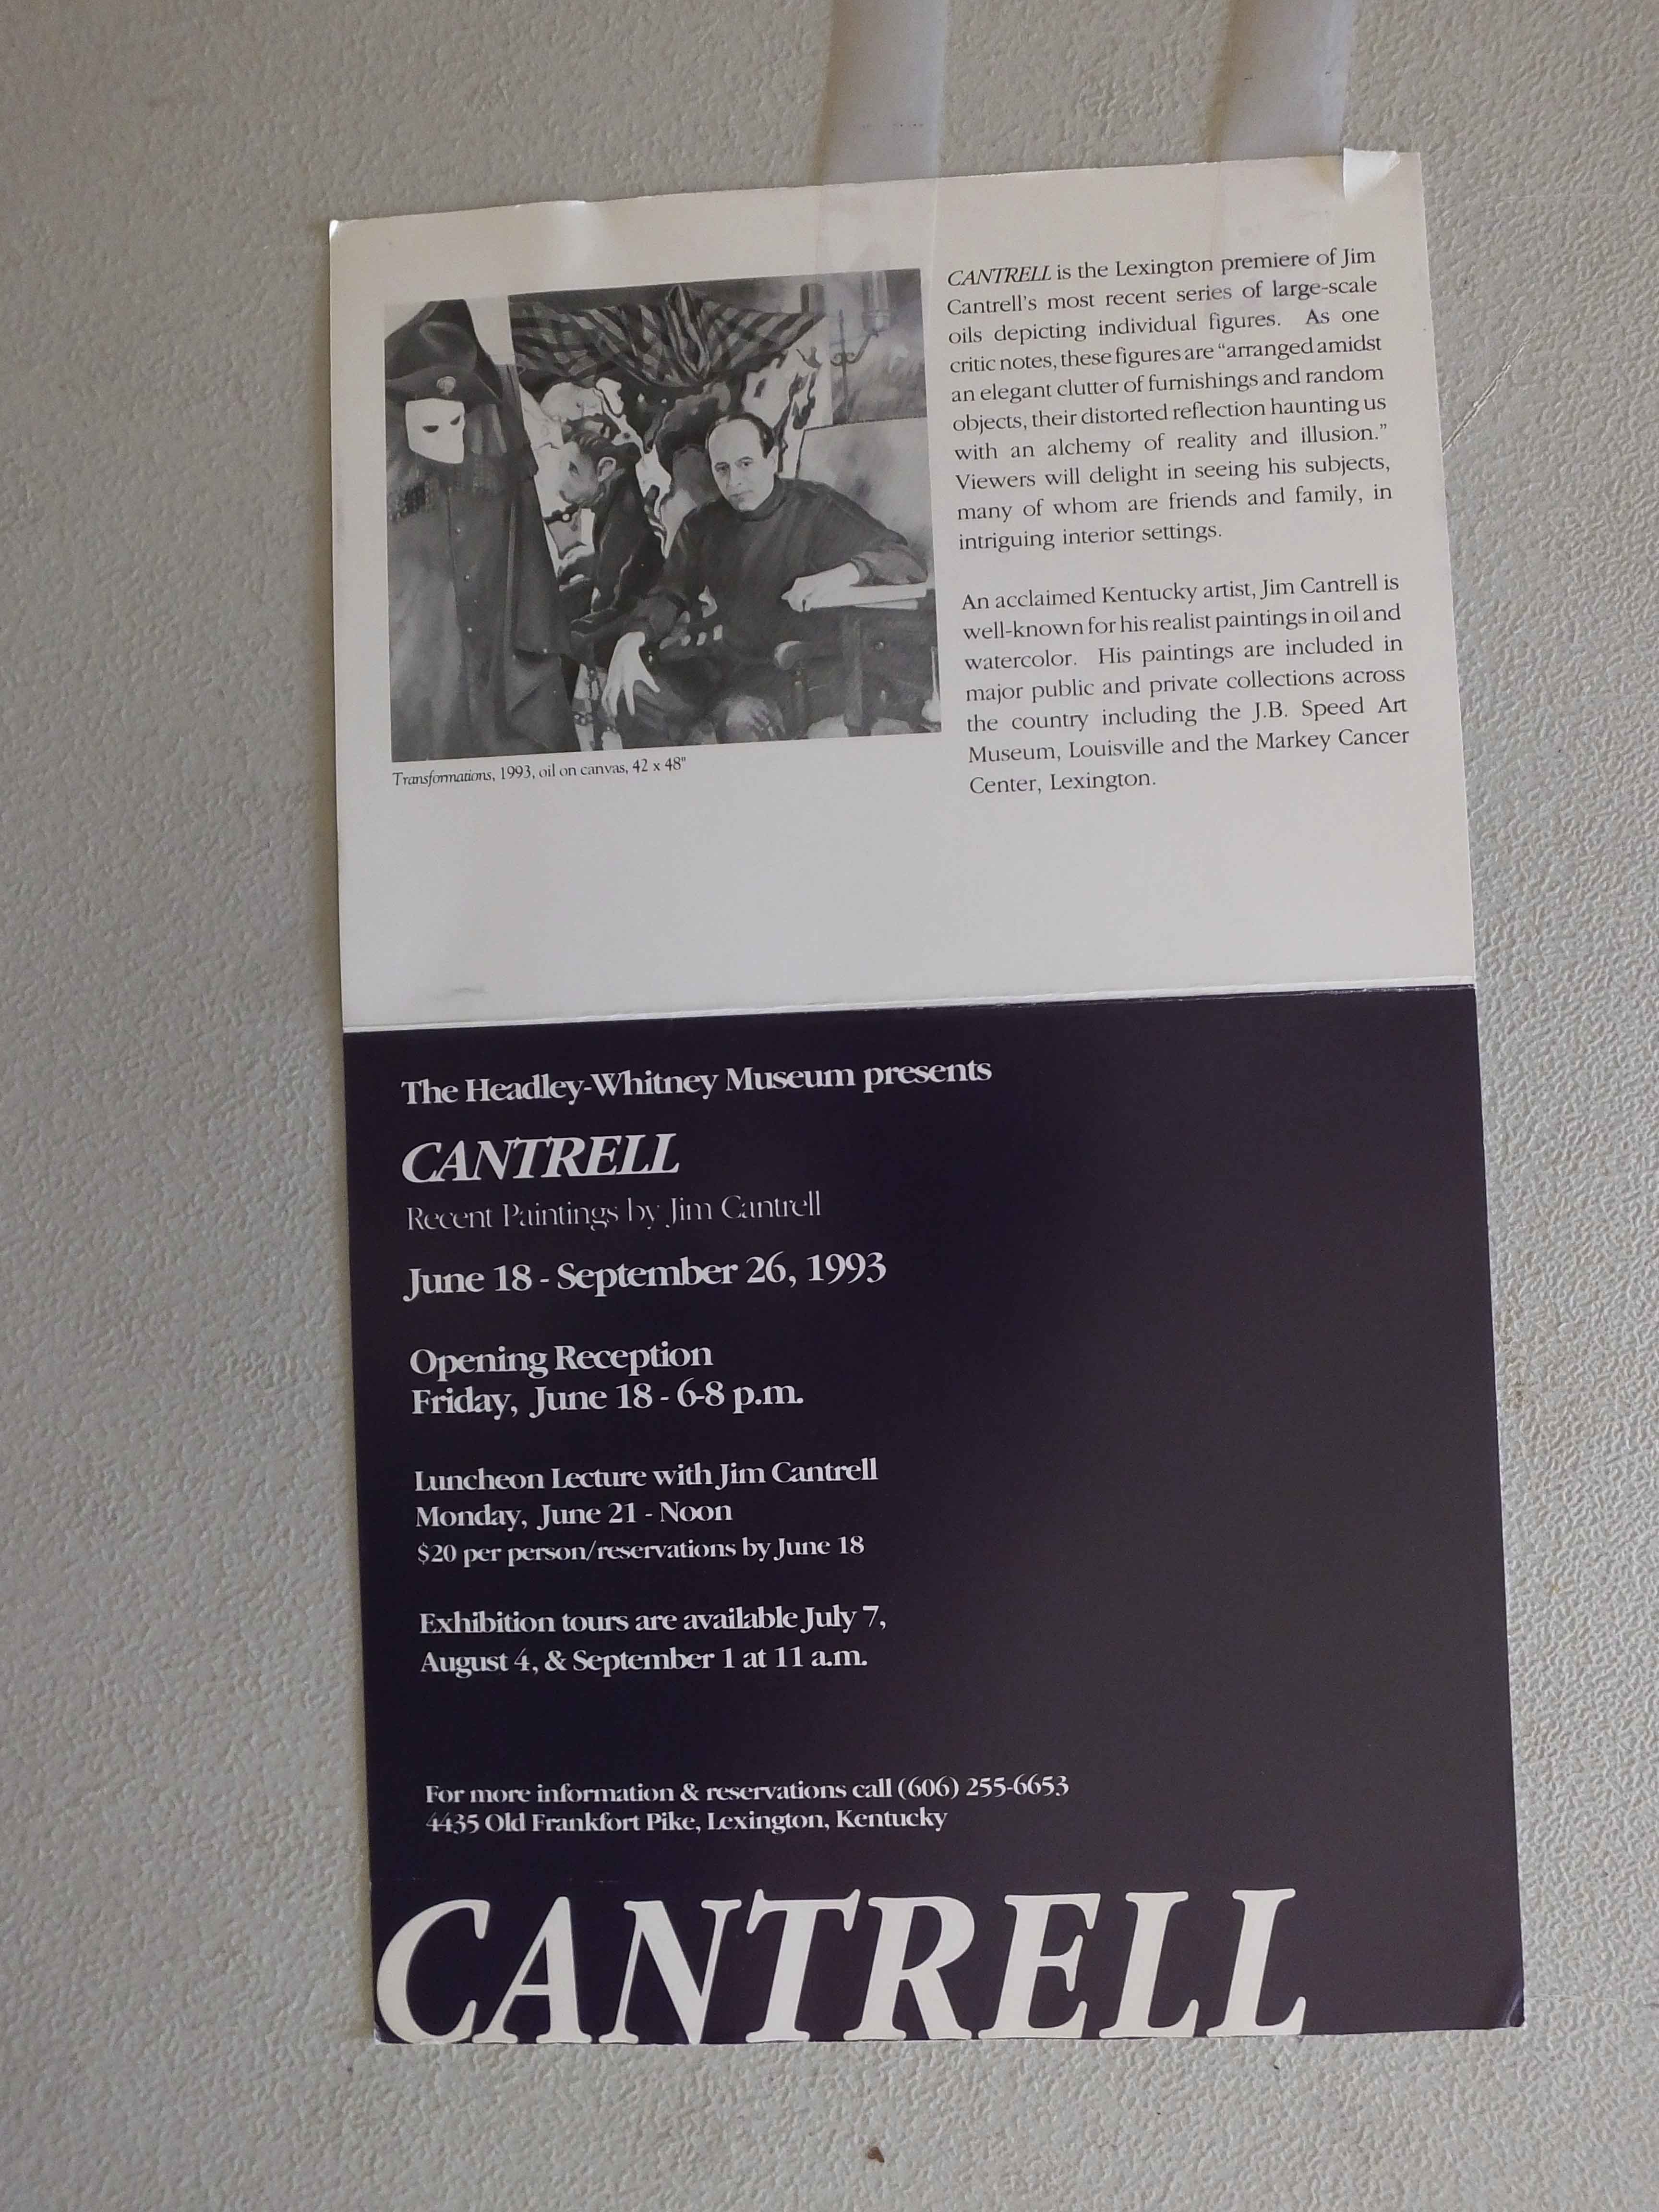 CANTRELL is the Lexington premiere of Jim
Cantrell's most recent series of large-scale
oils depicting individual figures. As one
critic notes, these figures are "arranged amidst
an elegant clutter of furnishings and random
objects, their distorted reflection haunting us
with an alchemy of reality and illusion."
Viewers will delight in seeing his subjects,
many of whom are friends and family, in
intriguing interior settings.
An acclaimed Kentucky artist, Jim Cantrell is
well-known for his realist paintings in oil and
watercolor. His paintings are included in
major public and private collections across
the country including the J.B. Speed Art
Museum, Louisville and the Markey Cancer
Center, Lexington.
Transformations, 1993, oil on canvas, 42 x 48"
The Headley-Whitney Museum presents
CANTRELL
Recent Paintings by Jim Cantrell
June 18 - September 26, 1993
Opening Reception
Friday, June 18 - 6-8 p.m.
Luncheon Lecture with Jim Cantrell
Monday, June 21 - Noon
$20 per person/reservations by June 18
Exhibition tours are available July 7,
August 4, & September 1 at 11 a.m.
For more information & reservations call (606) 255-6653
4435 Old Frankfort Pike, Lexington, Kentucky
CANTRELL